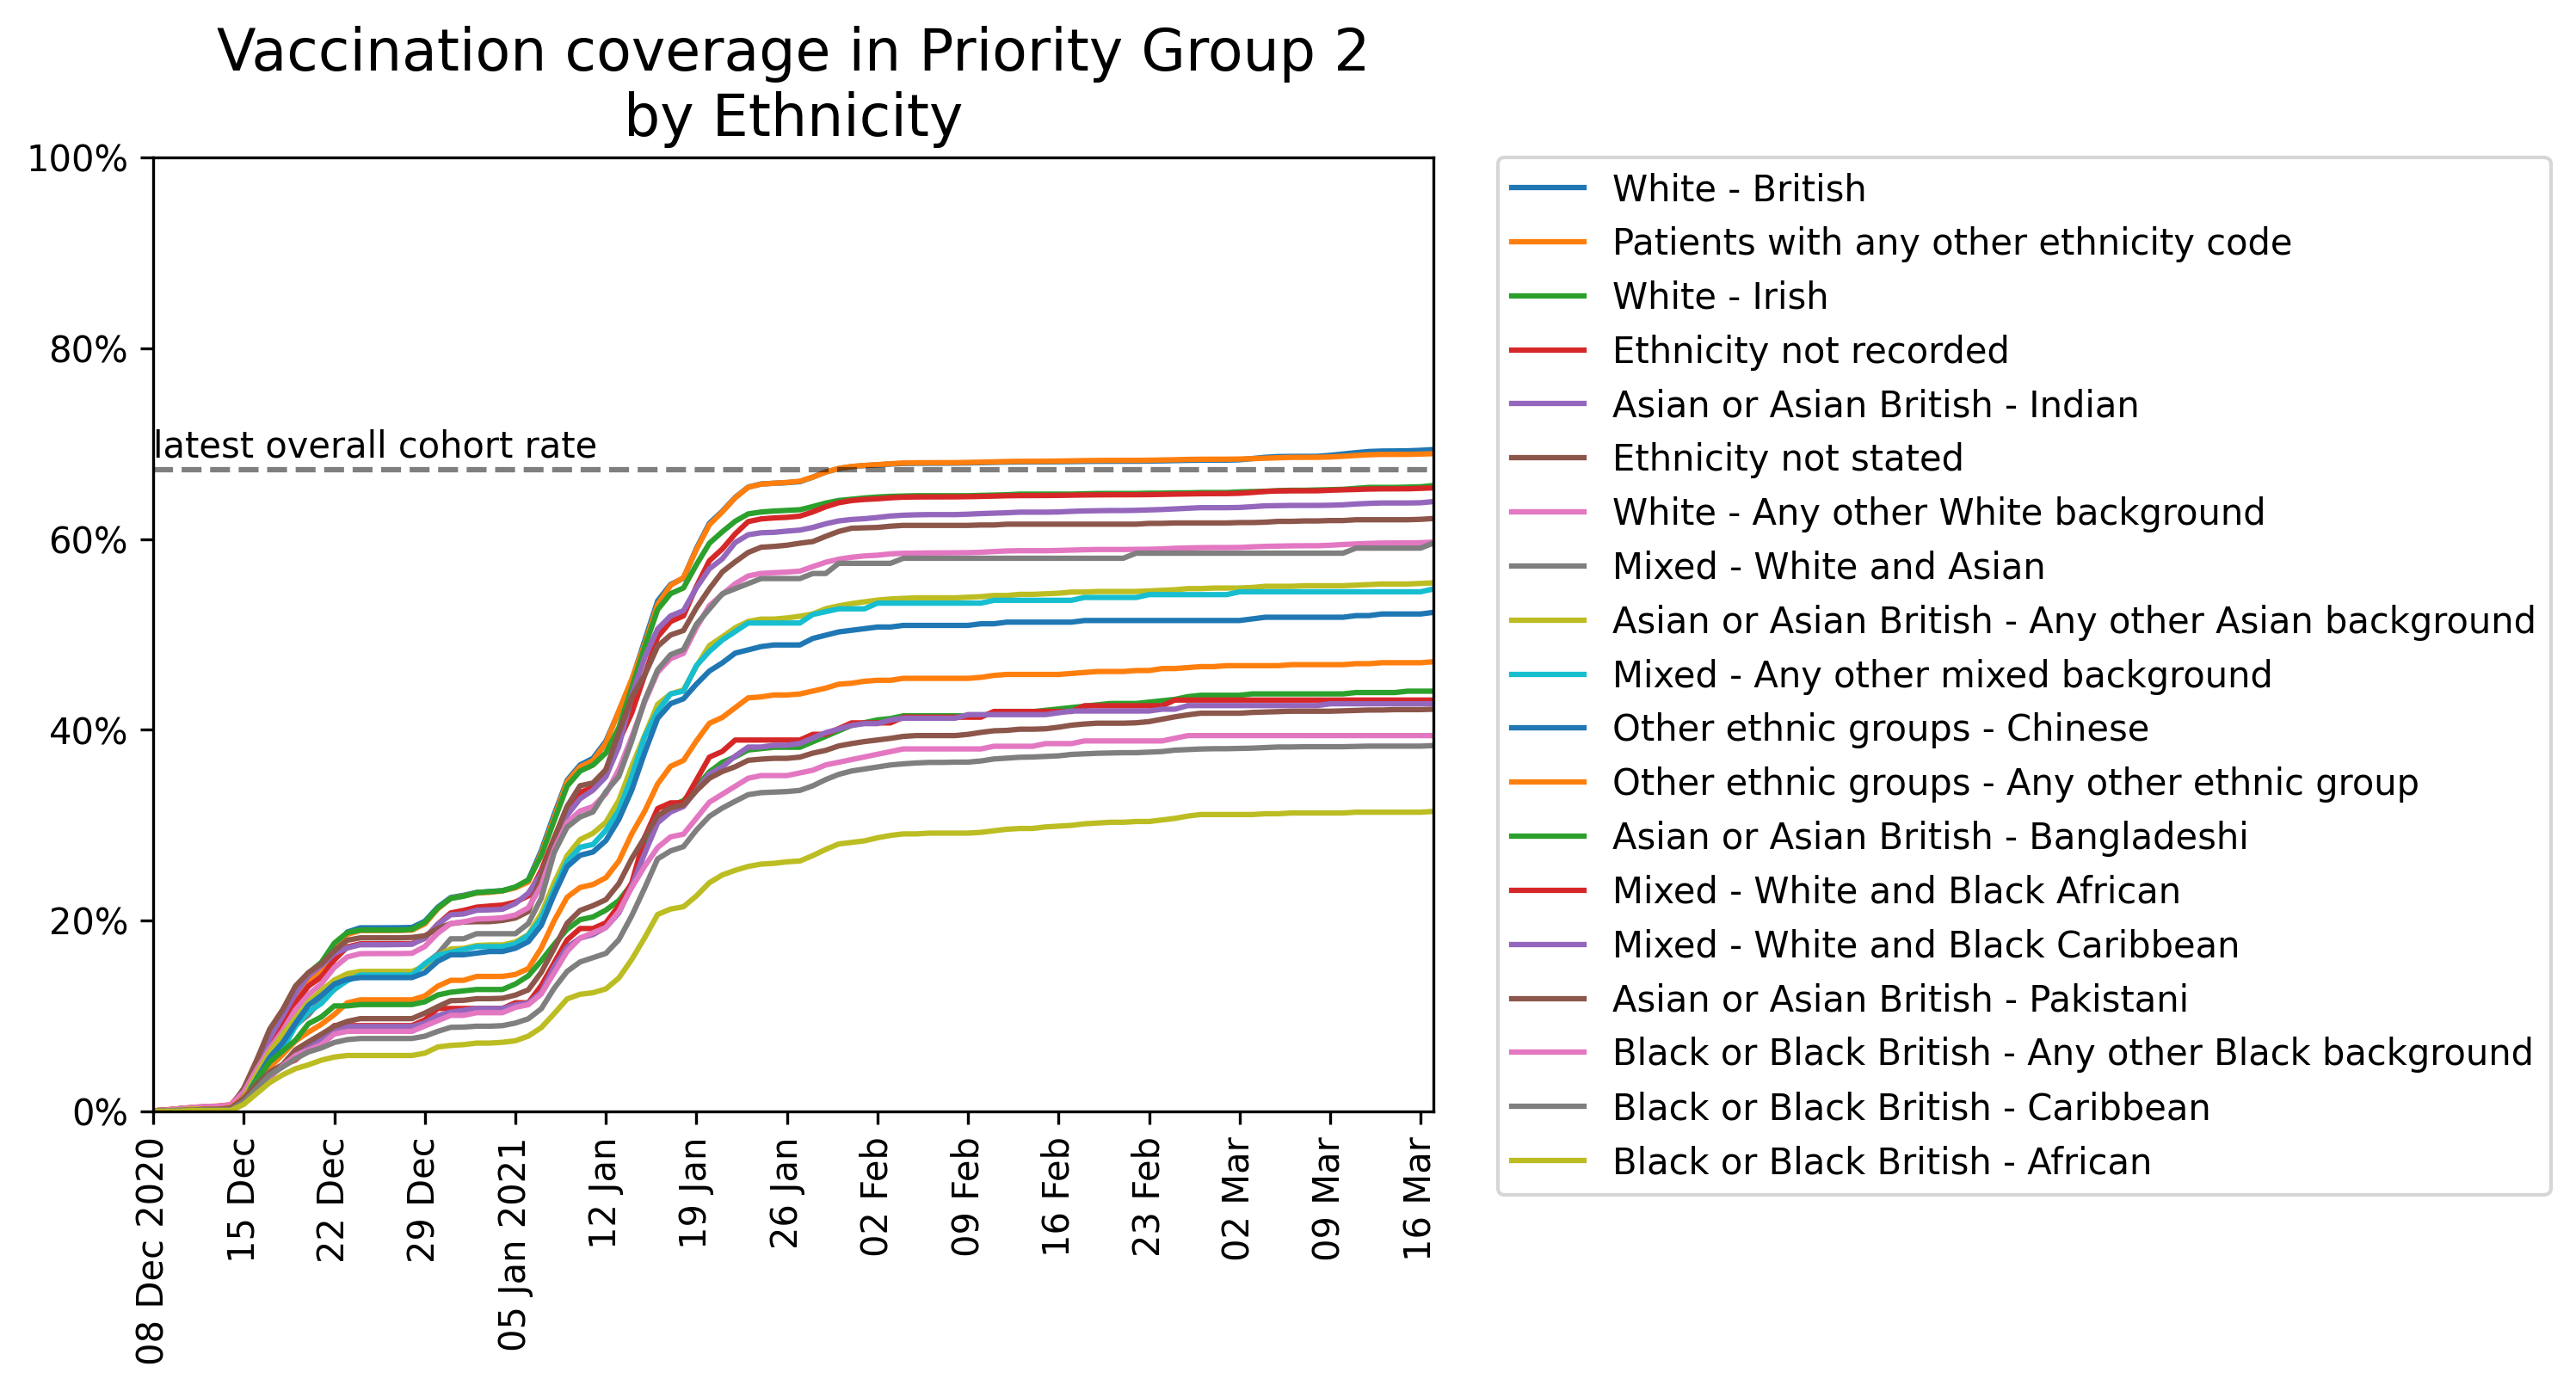 Vaccination coverage in Priority Group 2
by Ethnicity
100%
80%
60%
40%
20%
0%
latest overall cohort rate
08 Dec 2020
15 Dec
22 Dec
29 Dec
05 Jan 2021
12 Jan
19 Jan
26 Jan
02 Feb
09 Feb
16 Feb
23 Feb
02 Mar
09 Mar
16 Mar
White - British
Patients with any other ethnicity code
White - Irish
Ethnicity not recorded
Asian or Asian British - Indian
Ethnicity not stated
White - Any other White background
Mixed - White and Asian
Asian or Asian British - Any other Asian background
Mixed - Any other mixed background
Other ethnic groups - Chinese
Other ethnic groups - Any other ethnic group
Asian or Asian British - Bangladeshi
Mixed - White and Black African
Mixed - White and Black Caribbean
Asian or Asian British - Pakistani
Black or Black British - Any other Black background
Black or Black British - Caribbean
Black or Black British - African